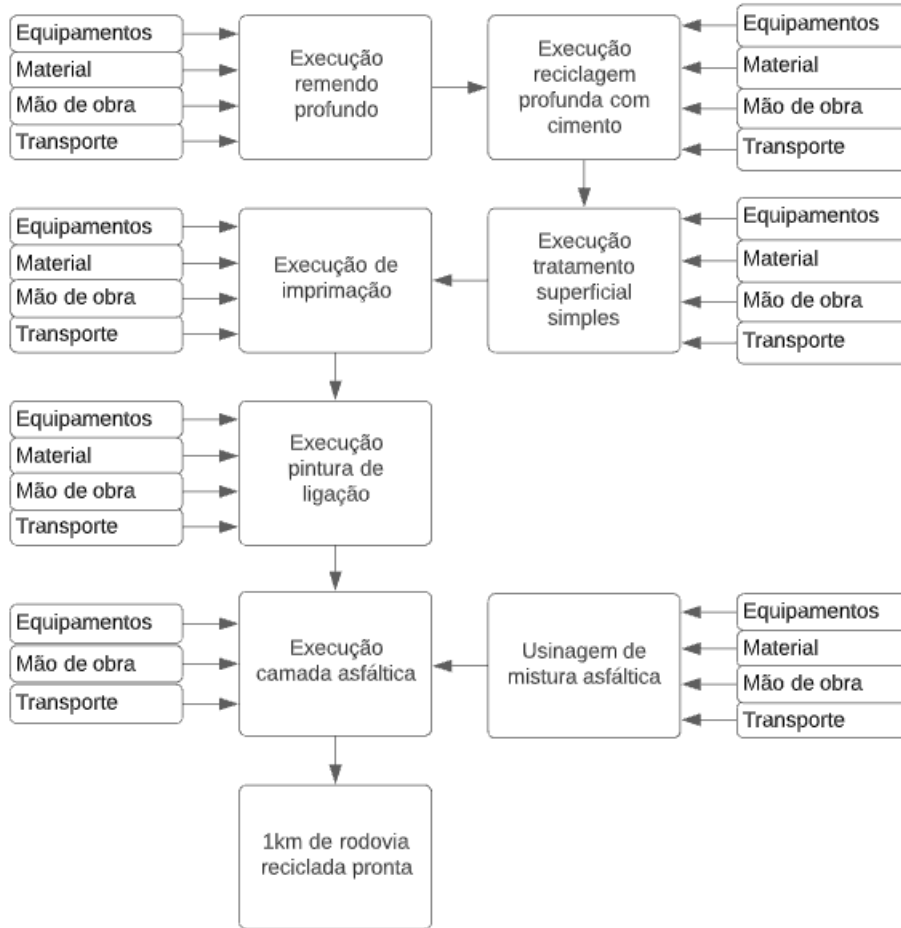 Equipamentos
Material
Mão de obra
Transporte
Execução
remendo
profundo
Execução
reciclagem
profunda com
cimento
Equipamentos
Material
Mão de obra
Transporte
Equipamentos
Material
Mão de obra
Transporte
Execução de
imprimação
Execução
tratamento
superficial
simples
Equipamentos
Material
Mão de obra
Transporte
Equipamentos
Material
Mão de obra
Transporte
Execução
pintura de
ligação
Equipamentos
Mão de obra
Transporte
Execução
camada asfáltica
Usinagem de
mistura asfáltica
Equipamentos
Material
Mão de obra
Transporte
1km de rodovia
reciclada pronta